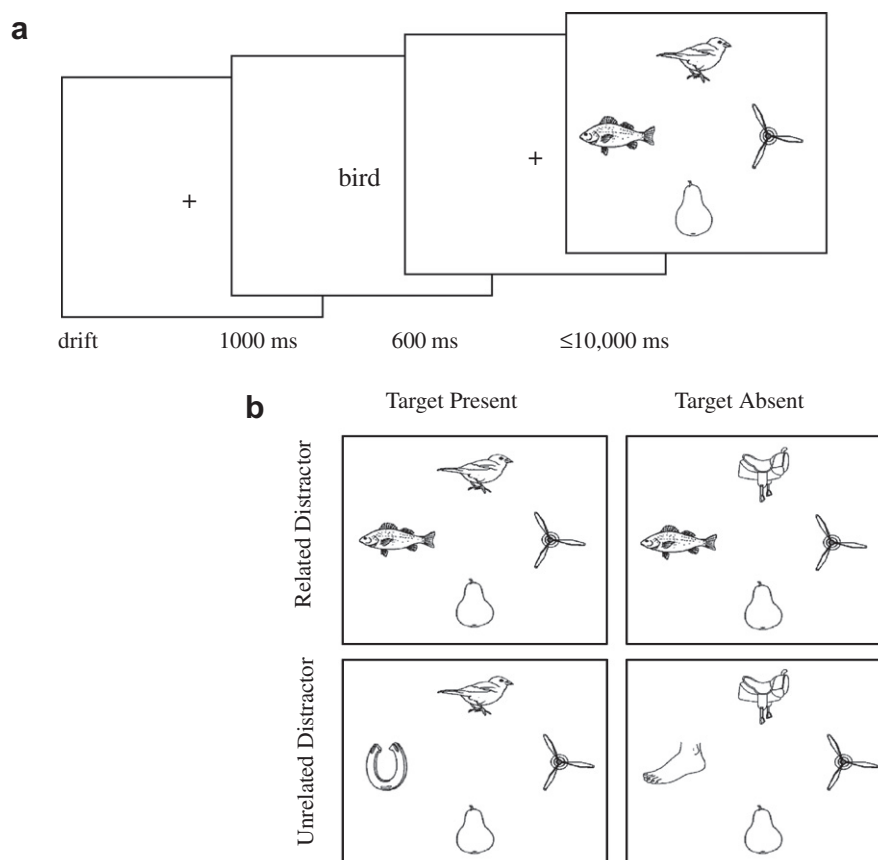 a
+
bird
+
drift 1000 ms 600 ms ≤10,000 ms
b
Target Present Target Absent
Related Distractor
Unrelated Distractor